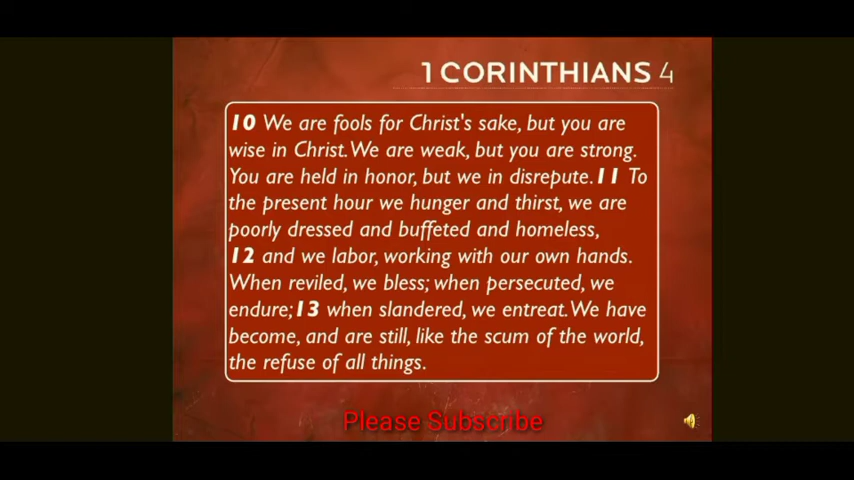 1 CORINTHIANS 4
10 We are fools for Christ's sake, but you are
wise in Christ. We are weak, but you are strong.
You are held in honor, but we in disrepute. 11 To
the present hour we hunger and thirst, we are
poorly dressed and buffeted and homeless,
12 and we labor, working with our own hands.
When reviled, we bless; when persecuted, we
endure; 13 when slandered, we entreat. We have
become, and are still, like the scum of the world,
the refuse of all things.
Please Subscribe